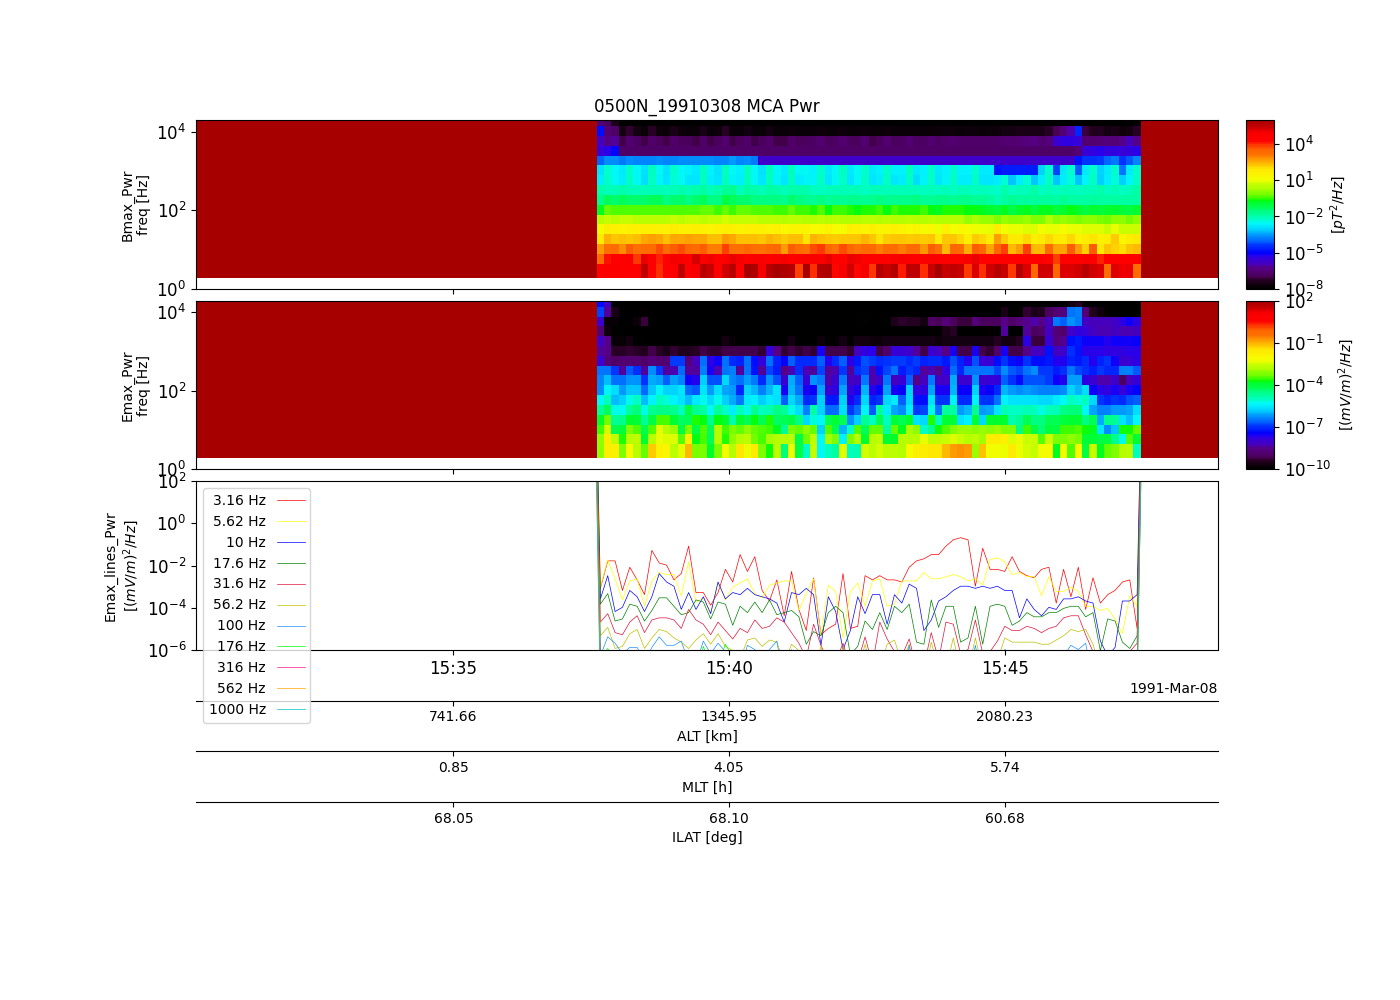 0500N_19910308 MCA Pwr
Bmax_Pwr
freq [Hz]
10^4
10^2
10^0
10^4
10^1
10^-2
10^-5
10^-8
[pT^2/Hz]
Emax_Pwr
freq [Hz]
10^4
10^2
10^0
10^2
10^-1
10^-4
10^-7
10^-10
[(mV/m)^2/Hz]
Emax_lines_Pwr
[(mV/m)^2/Hz]
10^2
10^0
10^-2
10^-4
10^-6
3.16 Hz
5.62 Hz
10 Hz
17.6 Hz
31.6 Hz
56.2 Hz
100 Hz
176 Hz
316 Hz
562 Hz
1000 Hz
15:35 15:40 15:45
1991-Mar-08
741.66 1345.95 2080.23
ALT [km]
0.85 4.05 5.74
MLT [h]
68.05 68.10 60.68
ILAT [deg]